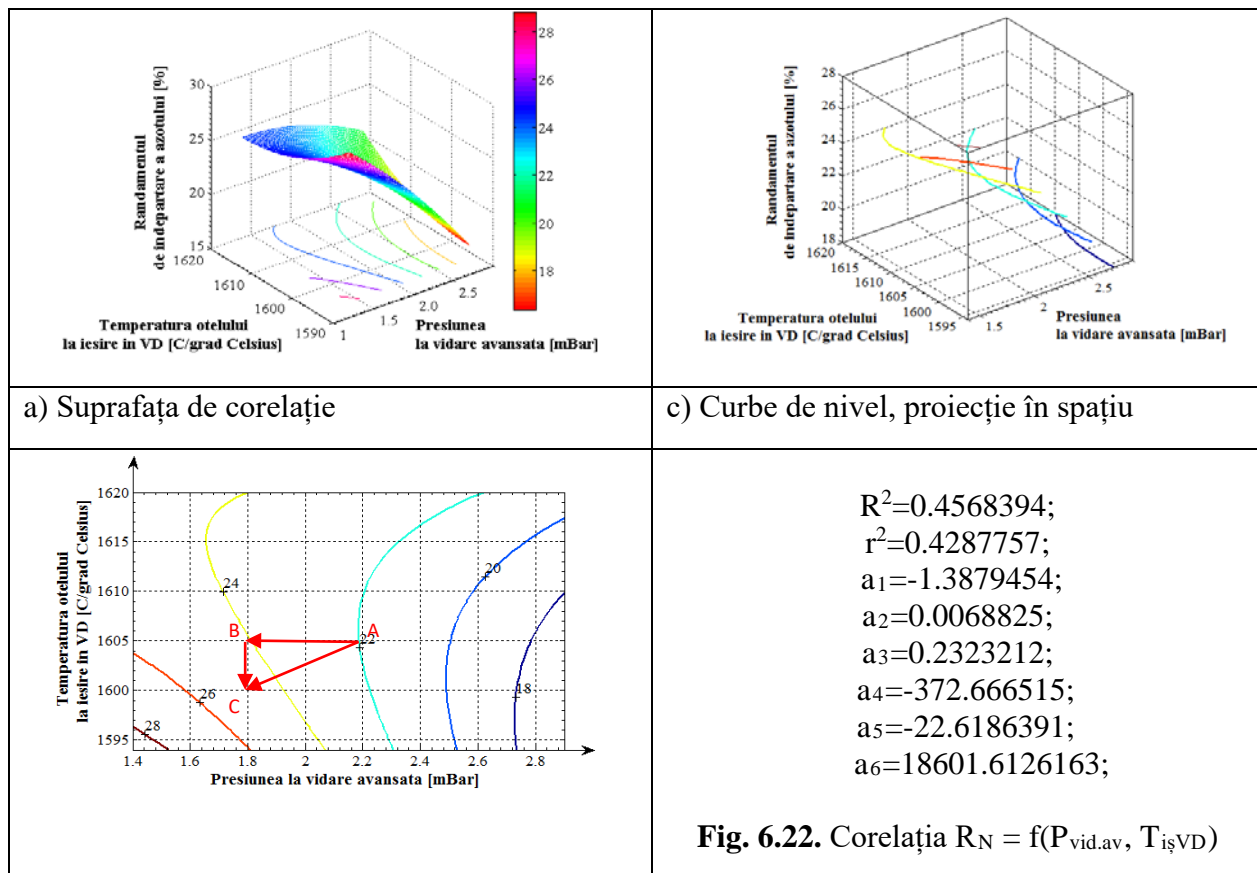 30
25
20
15
1620
1610
1600
1590
1
1.5
2.0
2.5
28
26
24
22
20
18
Randamentul
de indepartare a azotului [%]
Temperatura otelului
la iesire in VD [C/grad Celsius]
Presiunea
la vidare avansata [mBar]
28
26
24
22
20
18
1620
1615
1610
1605
1600
1595
1.5
2
2.5
Randamentul
de indepartare a azotului [%]
Temperatura otelului
la iesire in VD [C/grad Celsius]
Presiunea
la vidare avansata [mBar]
a) Suprafața de corelație
c) Curbe de nivel, proiecție în spațiu
1620
1615
1610
1605
1600
1595
1.4 1.6 1.8 2 2.2 2.4 2.6 2.8
Temperatura otelului
la iesire in VD [C/grad Celsius]
Presiunea la vidare avansata [mBar]
24
20
B
A
22
C
26
18
28
R²=0.4568394;
r²=0.4287757;
a₁=-1.3879454;
a₂=0.0068825;
a₃=0.2323212;
a₄=-372.666515;
a₅=-22.6186391;
a₆=18601.6126163;
Fig. 6.22. Corelația R_N = f(P_vid.av, T_ișVD)